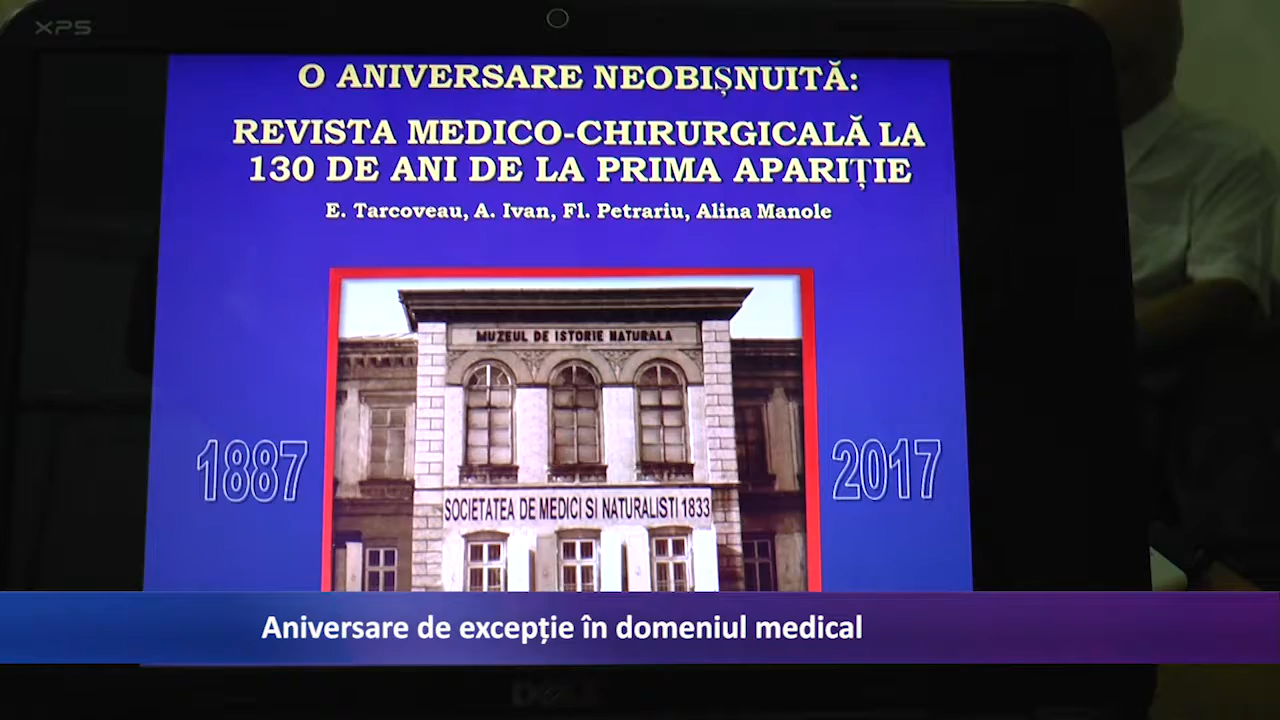 XPS
O ANIVERSARE NEOBIȘNUITĂ:
REVISTA MEDICO-CHIRURGICALĂ LA
130 DE ANI DE LA PRIMA APARIȚIE
E. Tarcoveau, A. Ivan, Fl. Petrariu, Alina Manole
MUZEUL DE ISTORIE NATURALA
1887
2017
SOCIETATEA DE MEDICI SI NATURALISTI 1833
Aniversare de excepție în domeniul medical
DELL